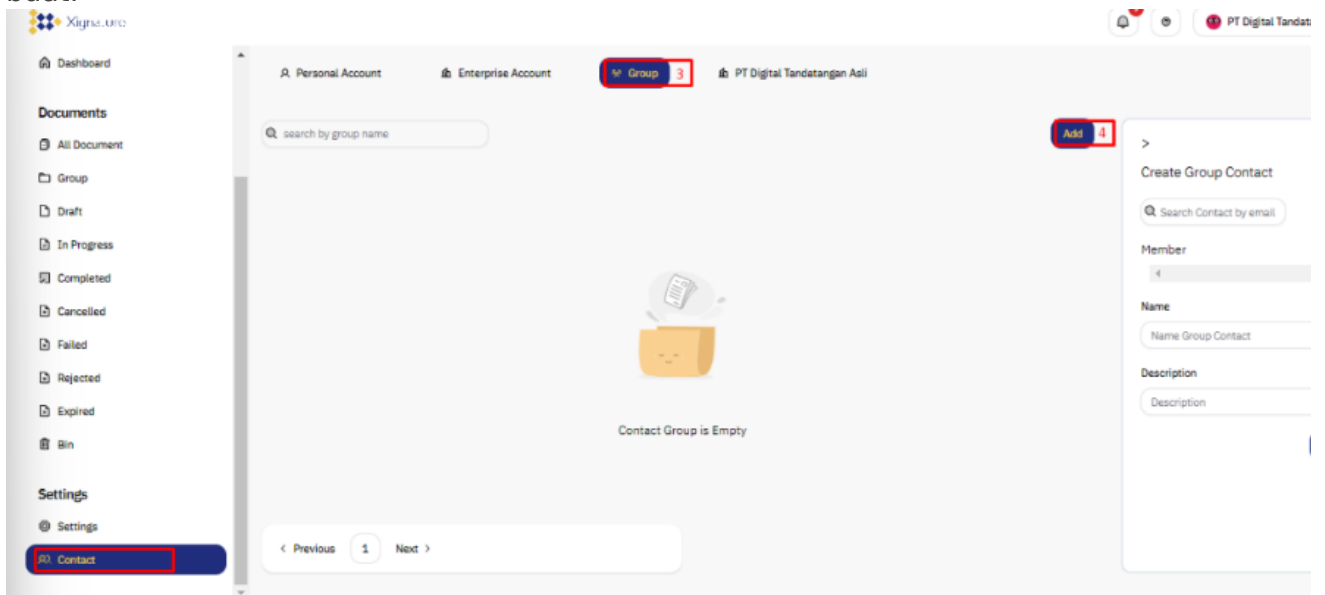 Xignature
PT Digital Tandat
Dashboard
Personal Account
Enterprise Account
Group 3
PT Digital Tandatangan Asli
Documents
search by group name
Add 4
All Document
>
Create Group Contact
Group
Search Contact by email
Draft
In Progress
Member
Completed
Cancelled
Name
Name Group Contact
Failed
Rejected
Description
Description
Expired
Contact Group is Empty
Bin
Settings
Settings
< Previous 1 Next >
Contact